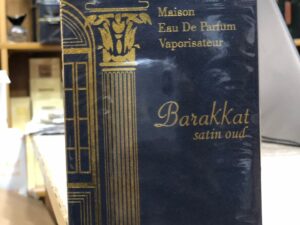 Maison
Eau De Parfum
Vaporisateur
Barakkat
satin oud